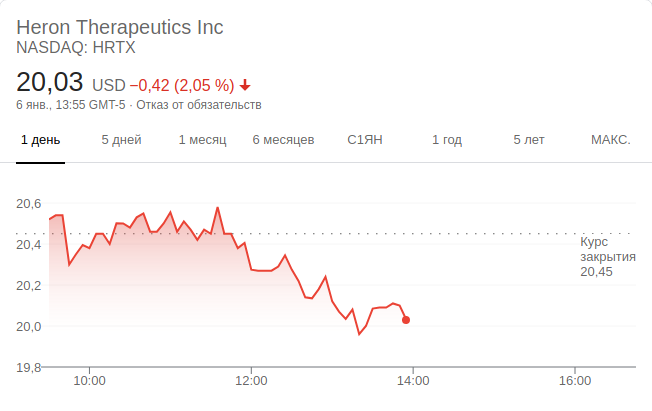 Heron Therapeutics Inc
NASDAQ: HRTX
20,03 USD −0,42 (2,05 %)
6 янв., 13:55 GMT-5 · Отказ от обязательств
1 день 5 дней 1 месяц 6 месяцев С1ЯН 1 год 5 лет МАКС.
20,6
20,4
20,2
20,0
19,8
Курс
закрытия
20,45
10:00 12:00 14:00 16:00